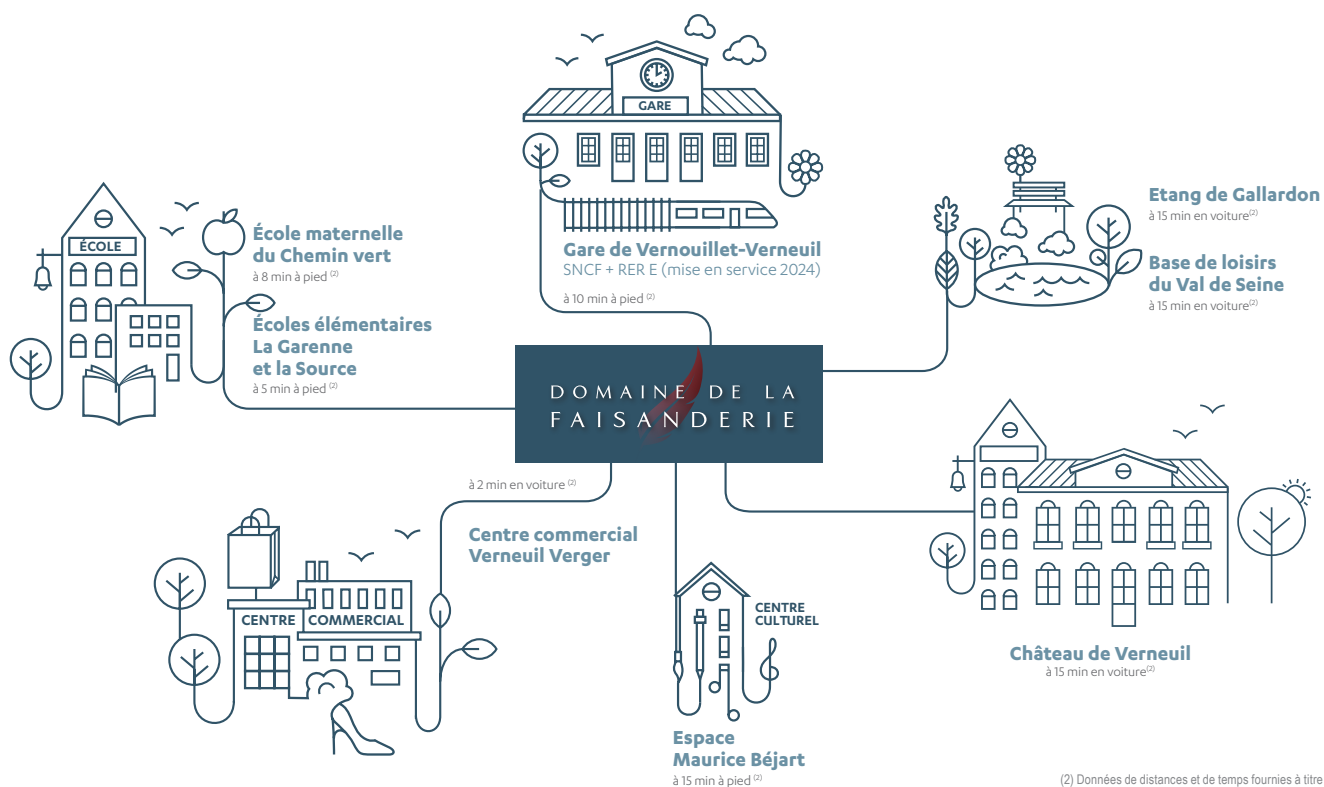 GARE
Gare de Vernouillet-Verneuil
SNCF + RER E (mise en service 2024)
à 10 min à pied (2)
ÉCOLE
École maternelle
du Chemin vert
à 8 min à pied (2)
Écoles élémentaires
La Garenne
et la Source
à 5 min à pied (2)
Etang de Gallardon
à 15 min en voiture(2)
Base de loisirs
du Val de Seine
à 15 min en voiture(2)
DOMAINE DE LA
FAISANDERIE
à 2 min en voiture (2)
Centre commercial
Verneuil Verger
CENTRE COMMERCIAL
CENTRE
CULTUREL
Espace
Maurice Béjart
à 15 min à pied (2)
Château de Verneuil
à 15 min en voiture(2)
(2) Données de distances et de temps fournies à titre